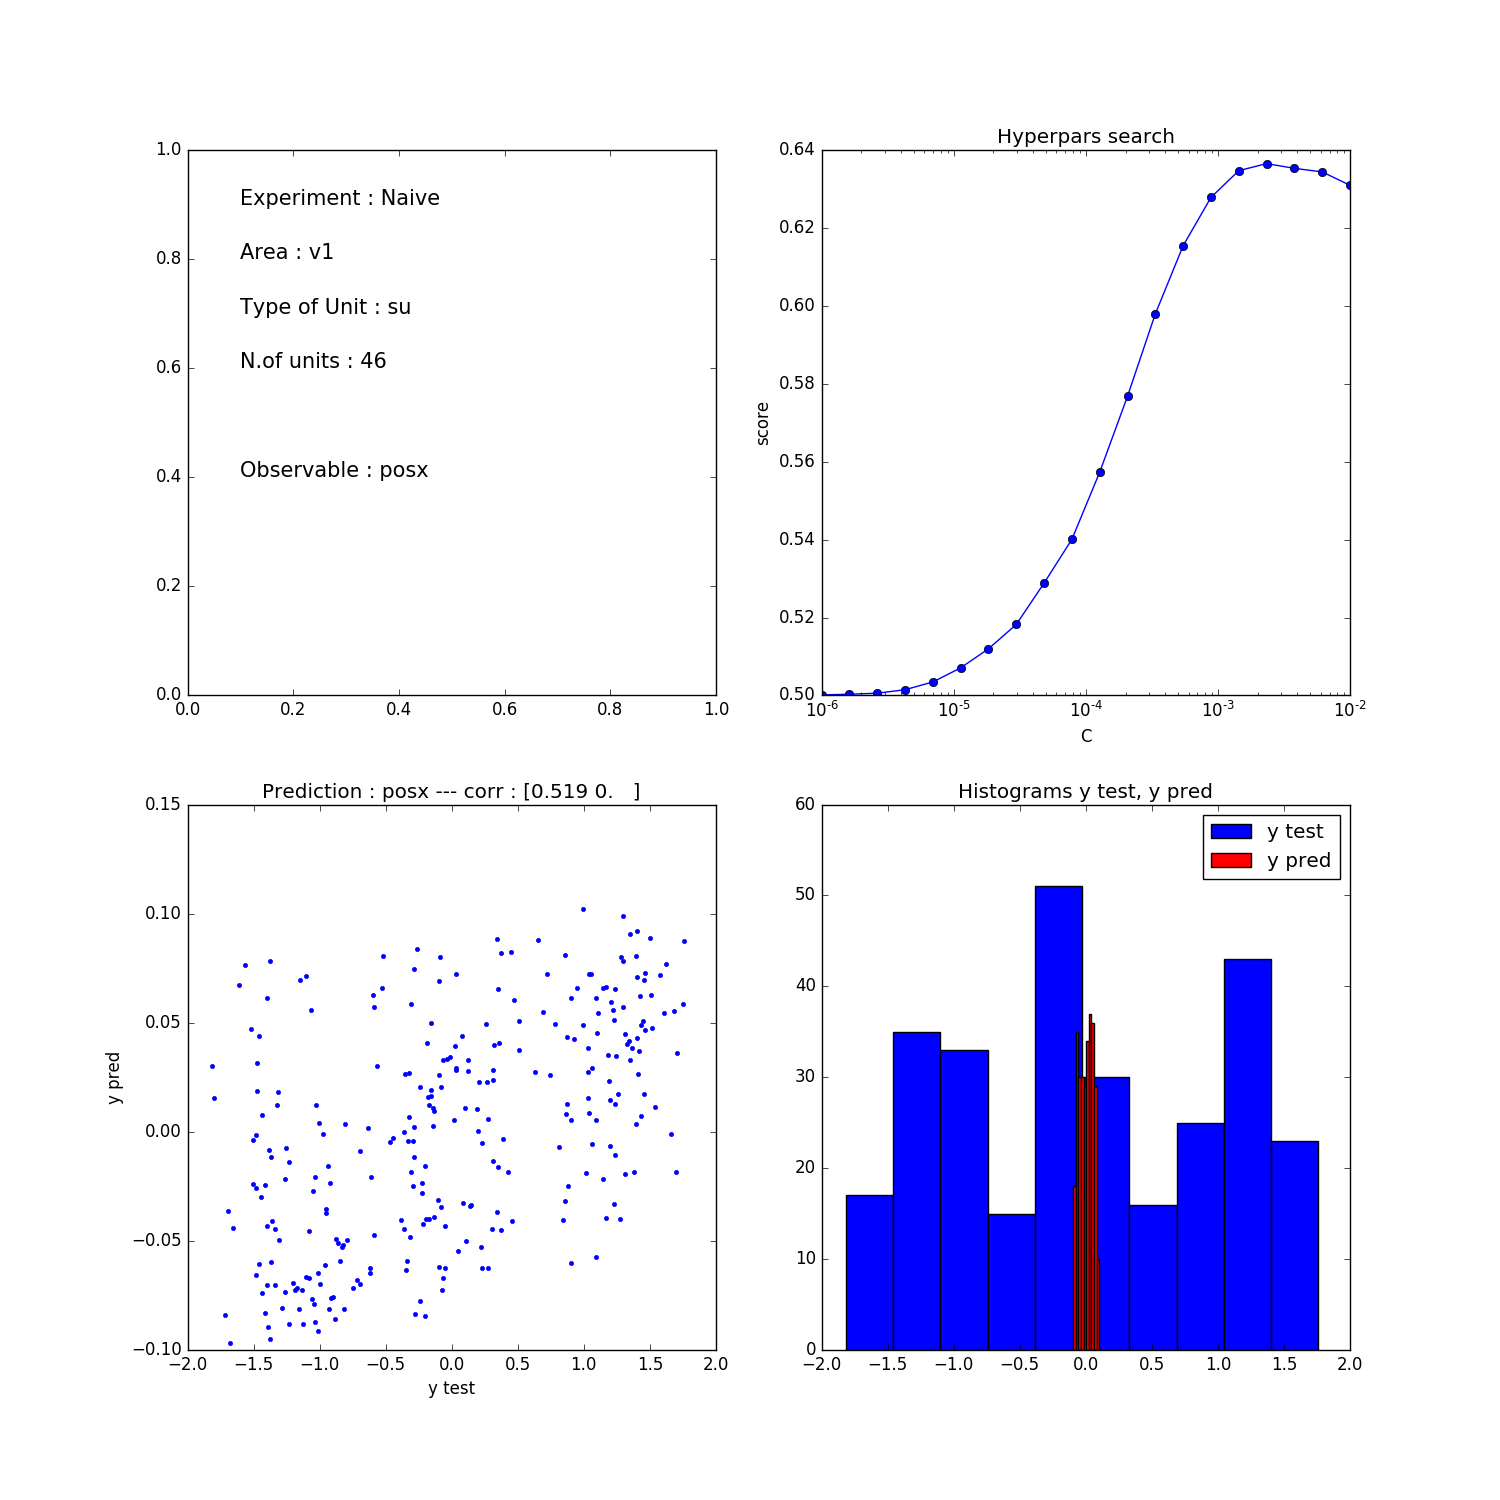 1.0
0.8
0.6
0.4
0.2
0.0
0.0 0.2 0.4 0.6 0.8 1.0
Experiment : Naive
Area : v1
Type of Unit : su
N.of units : 46
Observable : posx
Hyperpars search
0.64
0.62
0.60
0.58
0.56
0.54
0.52
0.50
score
10^-6 10^-5 10^-4 10^-3 10^-2
C
Prediction : posx --- corr : [0.519 0.   ]
0.15
0.10
0.05
0.00
−0.05
−0.10
y pred
−2.0 −1.5 −1.0 −0.5 0.0 0.5 1.0 1.5 2.0
y test
Histograms y test, y pred
60
50
40
30
20
10
0
y test
y pred
−2.0 −1.5 −1.0 −0.5 0.0 0.5 1.0 1.5 2.0